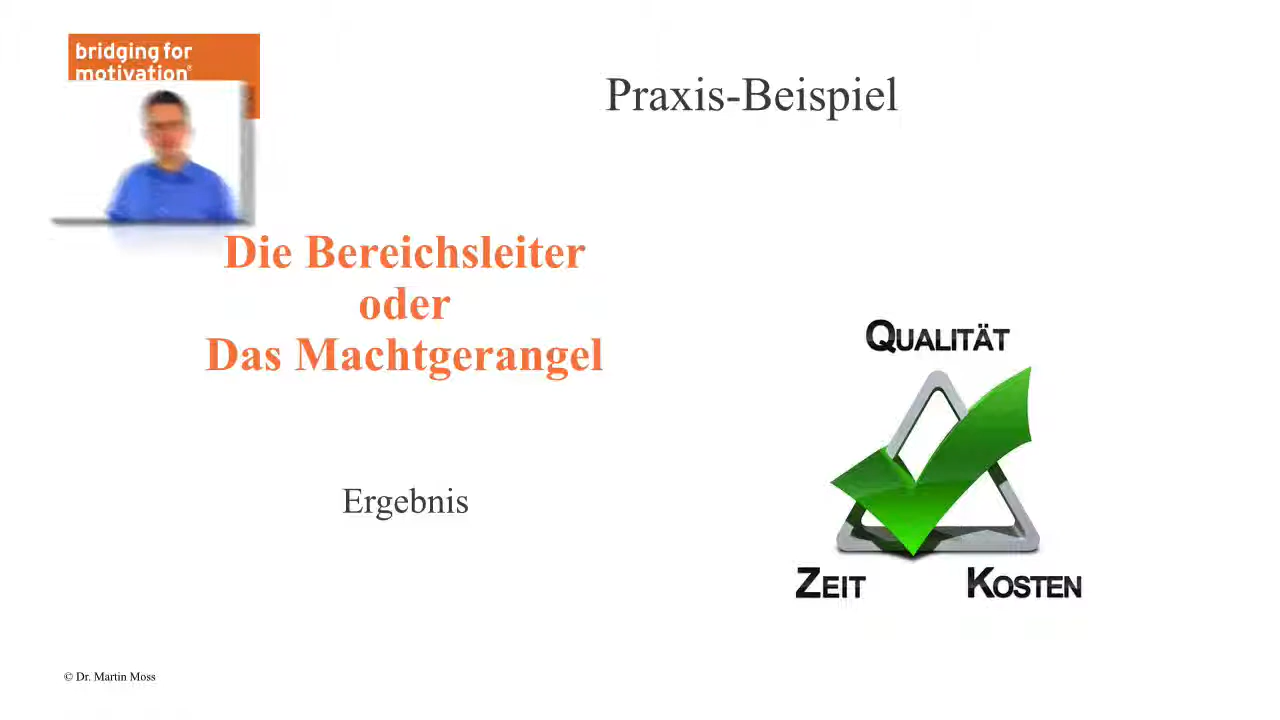 bridging for
motivation®
Praxis-Beispiel
Die Bereichsleiter
oder
Das Machtgerangel
Ergebnis
QUALITÄT
ZEIT
KOSTEN
© Dr. Martin Moss